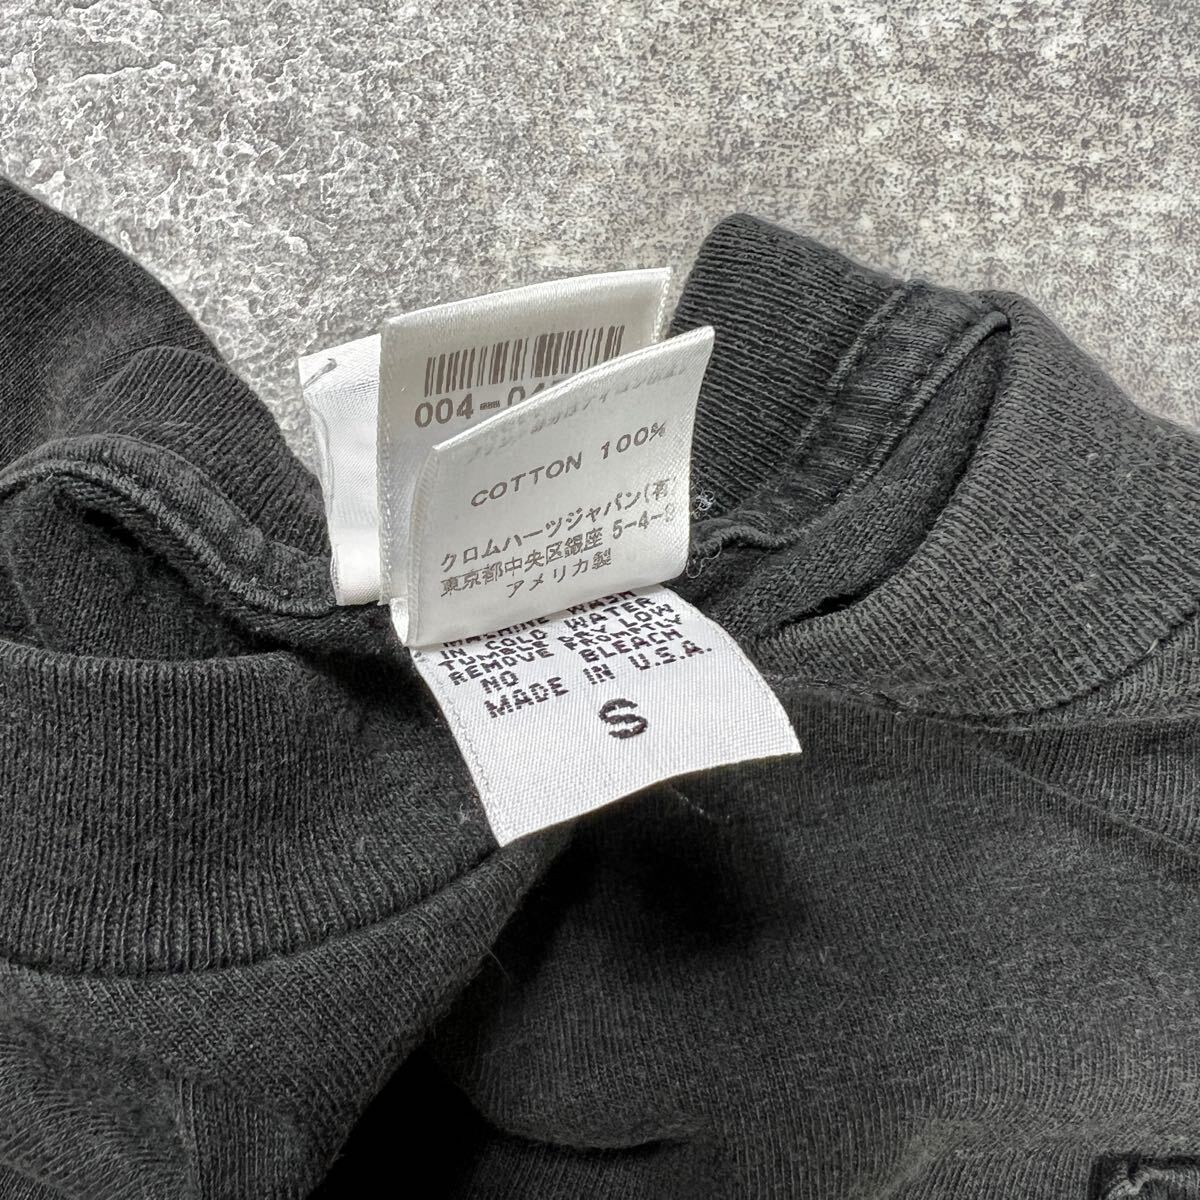 004-04
COTTON 100%
クロムハーツジャパン(有)
東京都中央区銀座 5-4-
アメリカ製
MACHINE WASH
IN COLD WATER
TUMBLE DRY LOW
REMOVE PROMPTLY
NO BLEACH
MADE IN U.S.A.
S